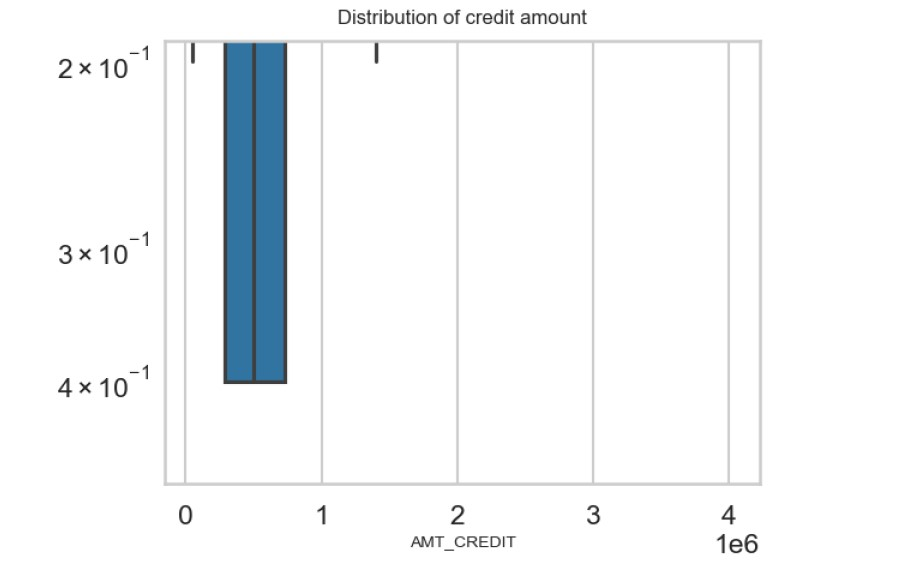 Distribution of credit amount
2 × 10⁻¹
3 × 10⁻¹
4 × 10⁻¹
0 1 2 3 4
AMT_CREDIT
1e6